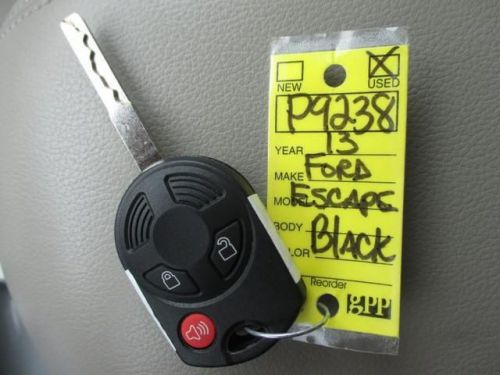 NEW USED
P9238
YEAR 13
MAKE FORD
MODEL ESCAPE
BODY
COLOR BLACK
Reorder gpp